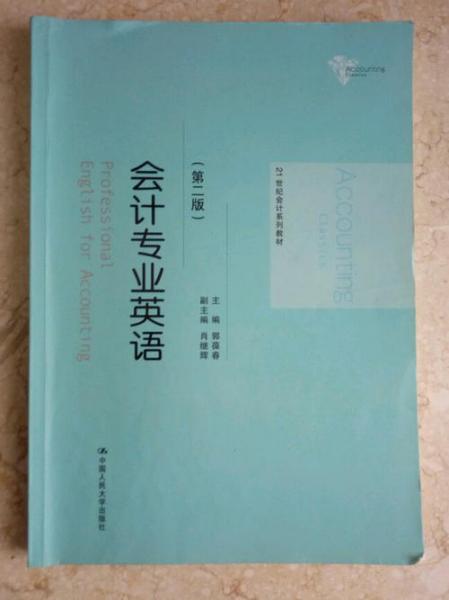 Accounting
Classics
21世纪会计系列教材
Accounting
Classics
(第二版)
会计专业英语
Professional
English for Accounting
主 编 郭葆春
副主编 肖继辉
中国人民大学出版社